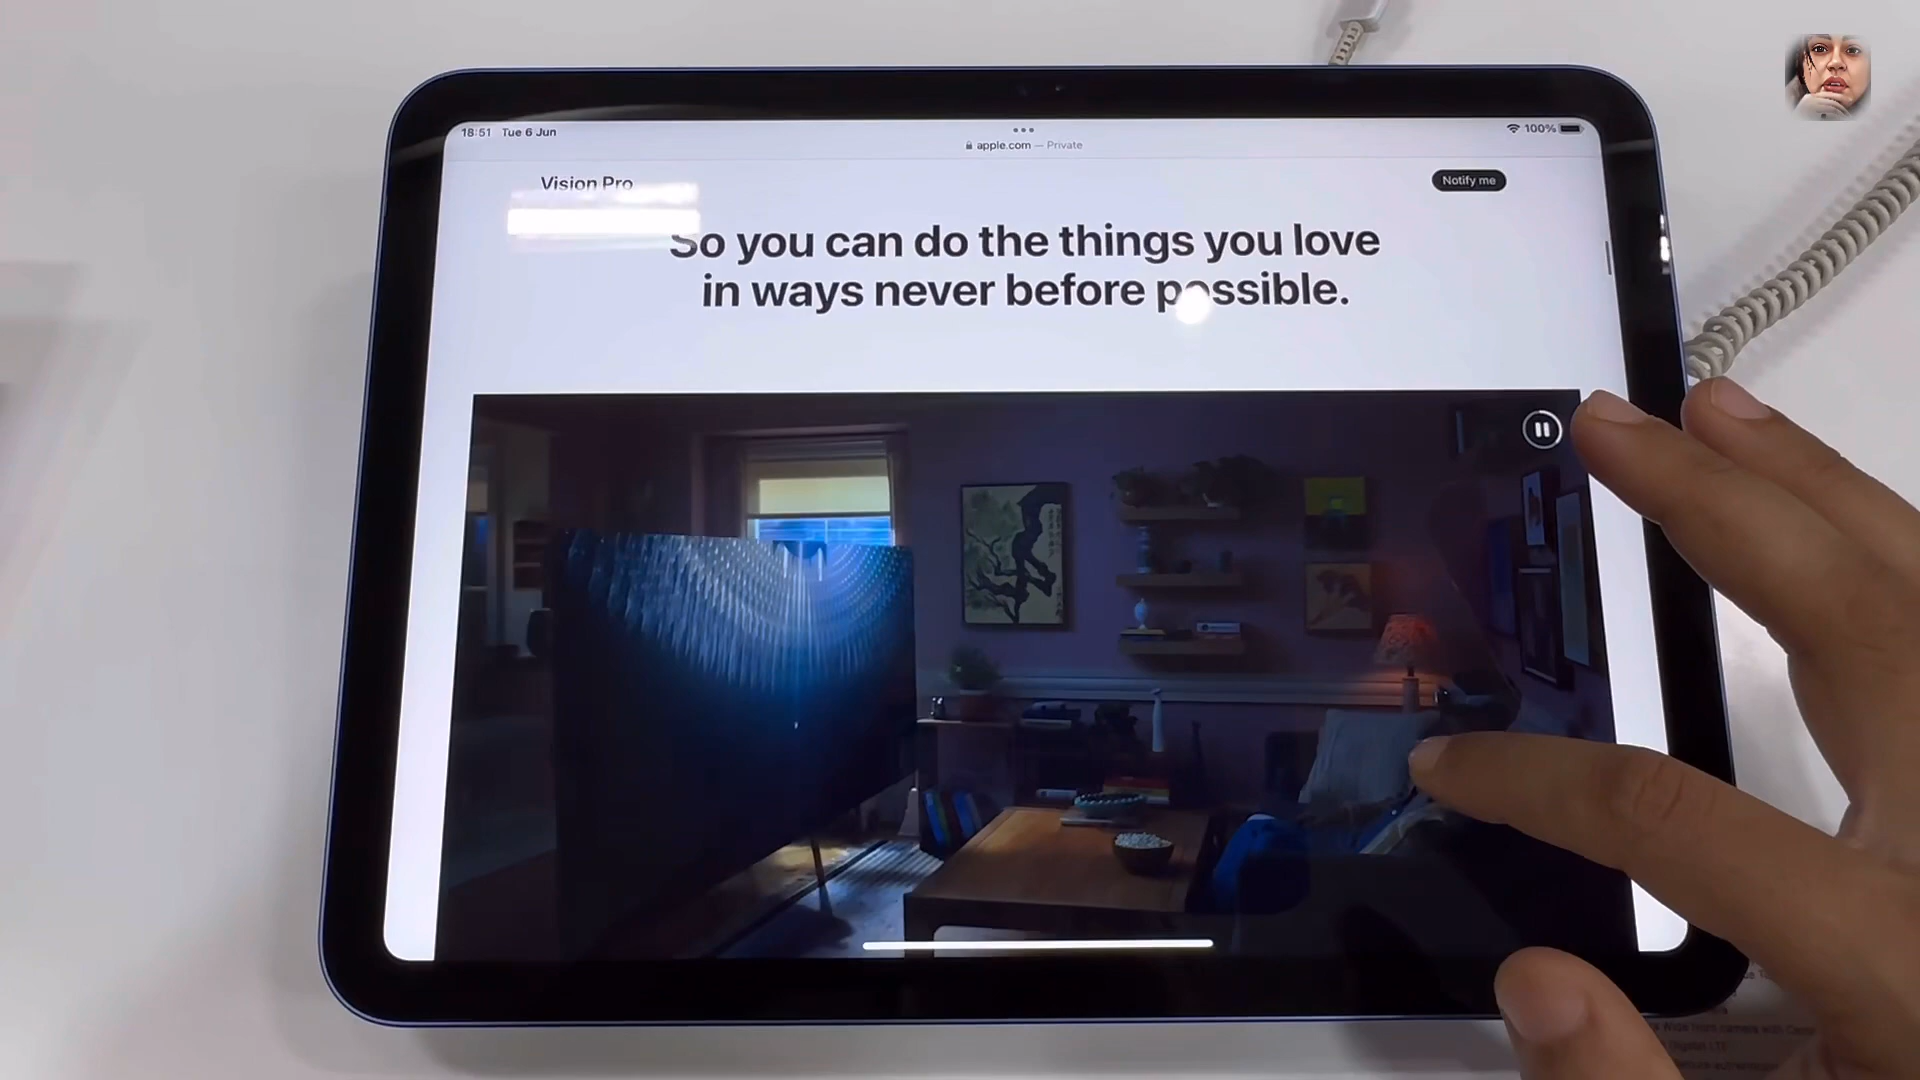 18:51 Tue 6 Jun
100%
apple.com — Private
Vision Pro
Notify me
So you can do the things you love
in ways never before possible.